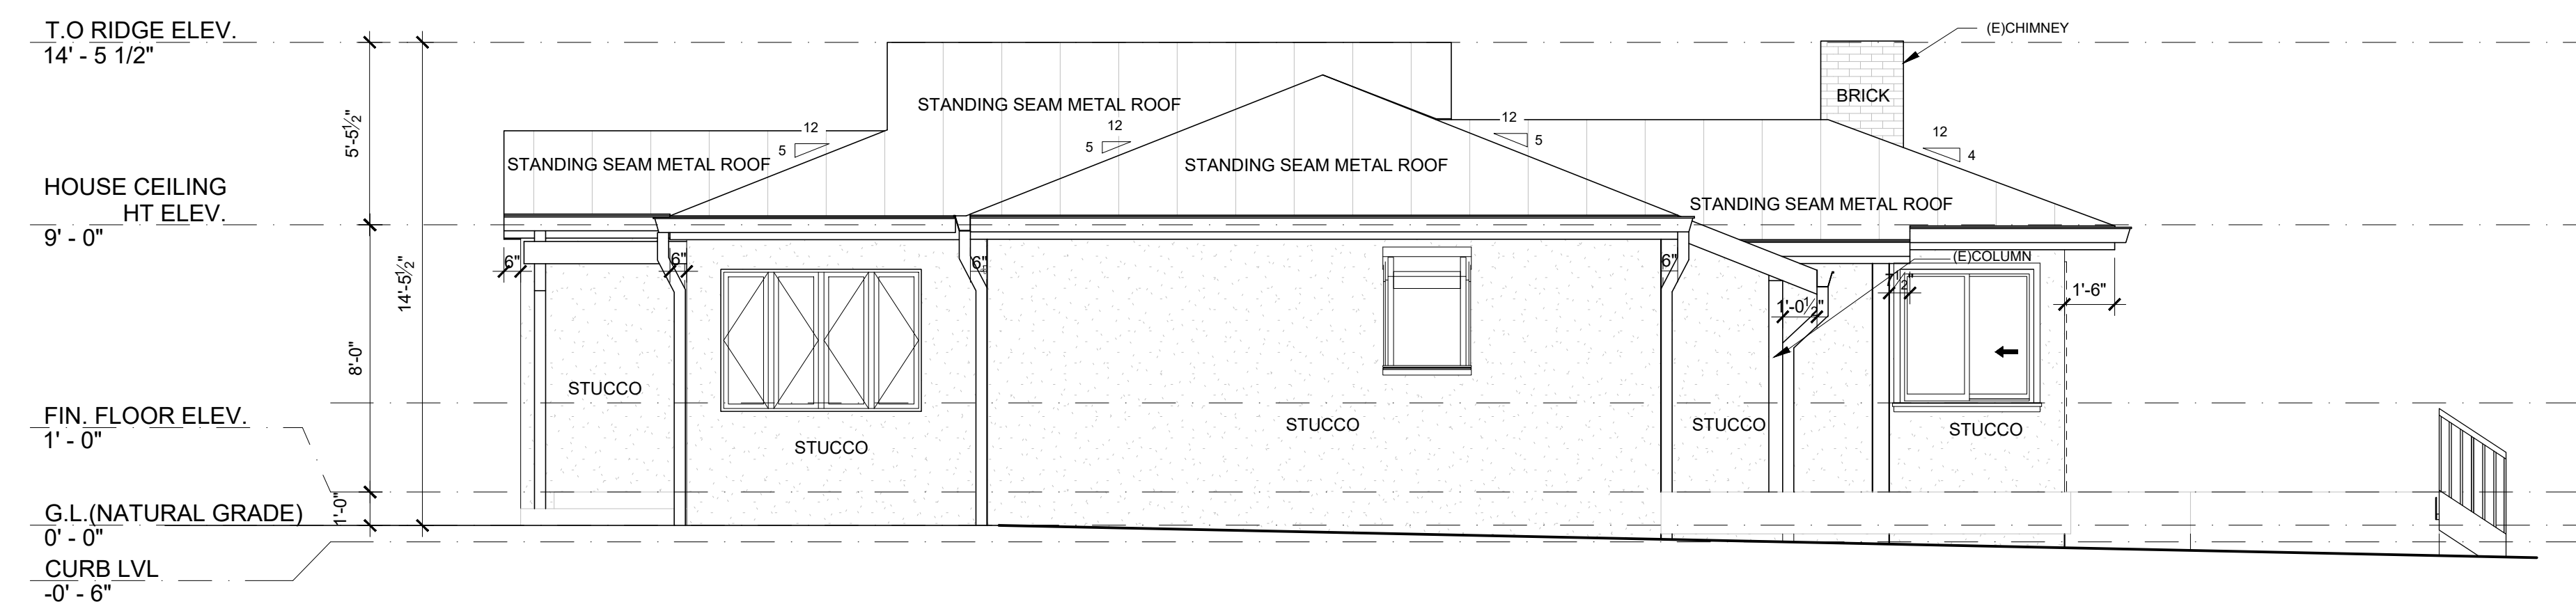 T.O RIDGE ELEV.
14' - 5 1/2"
(E)CHIMNEY
BRICK
STANDING SEAM METAL ROOF
12
5
12
5
12
5
12
4
5'-5½"
STANDING SEAM METAL ROOF
STANDING SEAM METAL ROOF
HOUSE CEILING
HT ELEV.
9' - 0"
STANDING SEAM METAL ROOF
6"
6"
6"
6"
(E)COLUMN
14'-5½"
7½"
1'-6"
1'-0½"
8'-0"
STUCCO
STUCCO
STUCCO
STUCCO
STUCCO
FIN. FLOOR ELEV.
1' - 0"
1'-0"
G.L.(NATURAL GRADE)
0' - 0"
CURB LVL
-0' - 6"